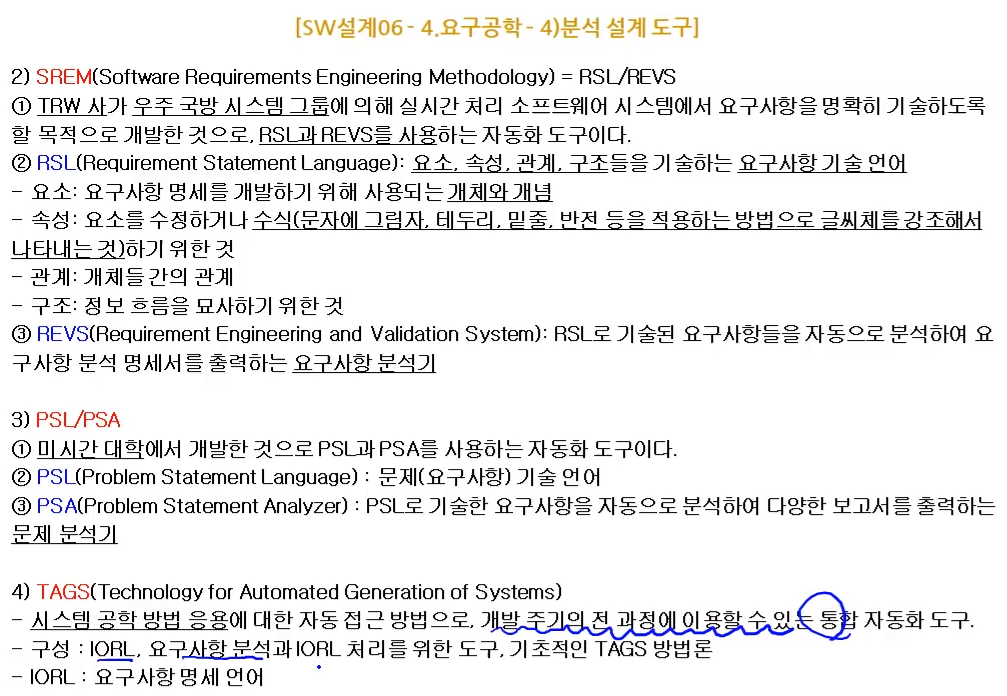 [SW설계06 - 4.요구공학 - 4)분석 설계 도구]
2) SREM(Software Requirements Engineering Methodology) = RSL/REVS
① TRW 사가 우주 국방 시스템 그룹에 의해 실시간 처리 소프트웨어 시스템에서 요구사항을 명확히 기술하도록
할 목적으로 개발한 것으로, RSL과 REVS를 사용하는 자동화 도구이다.
② RSL(Requirement Statement Language): 요소, 속성, 관계, 구조들을 기술하는 요구사항 기술 언어
- 요소: 요구사항 명세를 개발하기 위해 사용되는 개체와 개념
- 속성: 요소를 수정하거나 수식(문자에 그림자, 테두리, 밑줄, 반전 등을 적용하는 방법으로 글씨체를 강조해서
나타내는 것)하기 위한 것
- 관계: 개체들 간의 관계
- 구조: 정보 흐름을 묘사하기 위한 것
③ REVS(Requirement Engineering and Validation System): RSL로 기술된 요구사항들을 자동으로 분석하여 요
구사항 분석 명세서를 출력하는 요구사항 분석기
3) PSL/PSA
① 미시간 대학에서 개발한 것으로 PSL과 PSA를 사용하는 자동화 도구이다.
② PSL(Problem Statement Language) : 문제(요구사항) 기술 언어
③ PSA(Problem Statement Analyzer) : PSL로 기술한 요구사항을 자동으로 분석하여 다양한 보고서를 출력하는
문제 분석기
4) TAGS(Technology for Automated Generation of Systems)
- 시스템 공학 방법 응용에 대한 자동 접근 방법으로, 개발 주기의 전 과정에 이용할 수 있는 통합 자동화 도구.
- 구성 : IORL, 요구사항 분석과 IORL 처리를 위한 도구, 기초적인 TAGS 방법론
- IORL : 요구사항 명세 언어